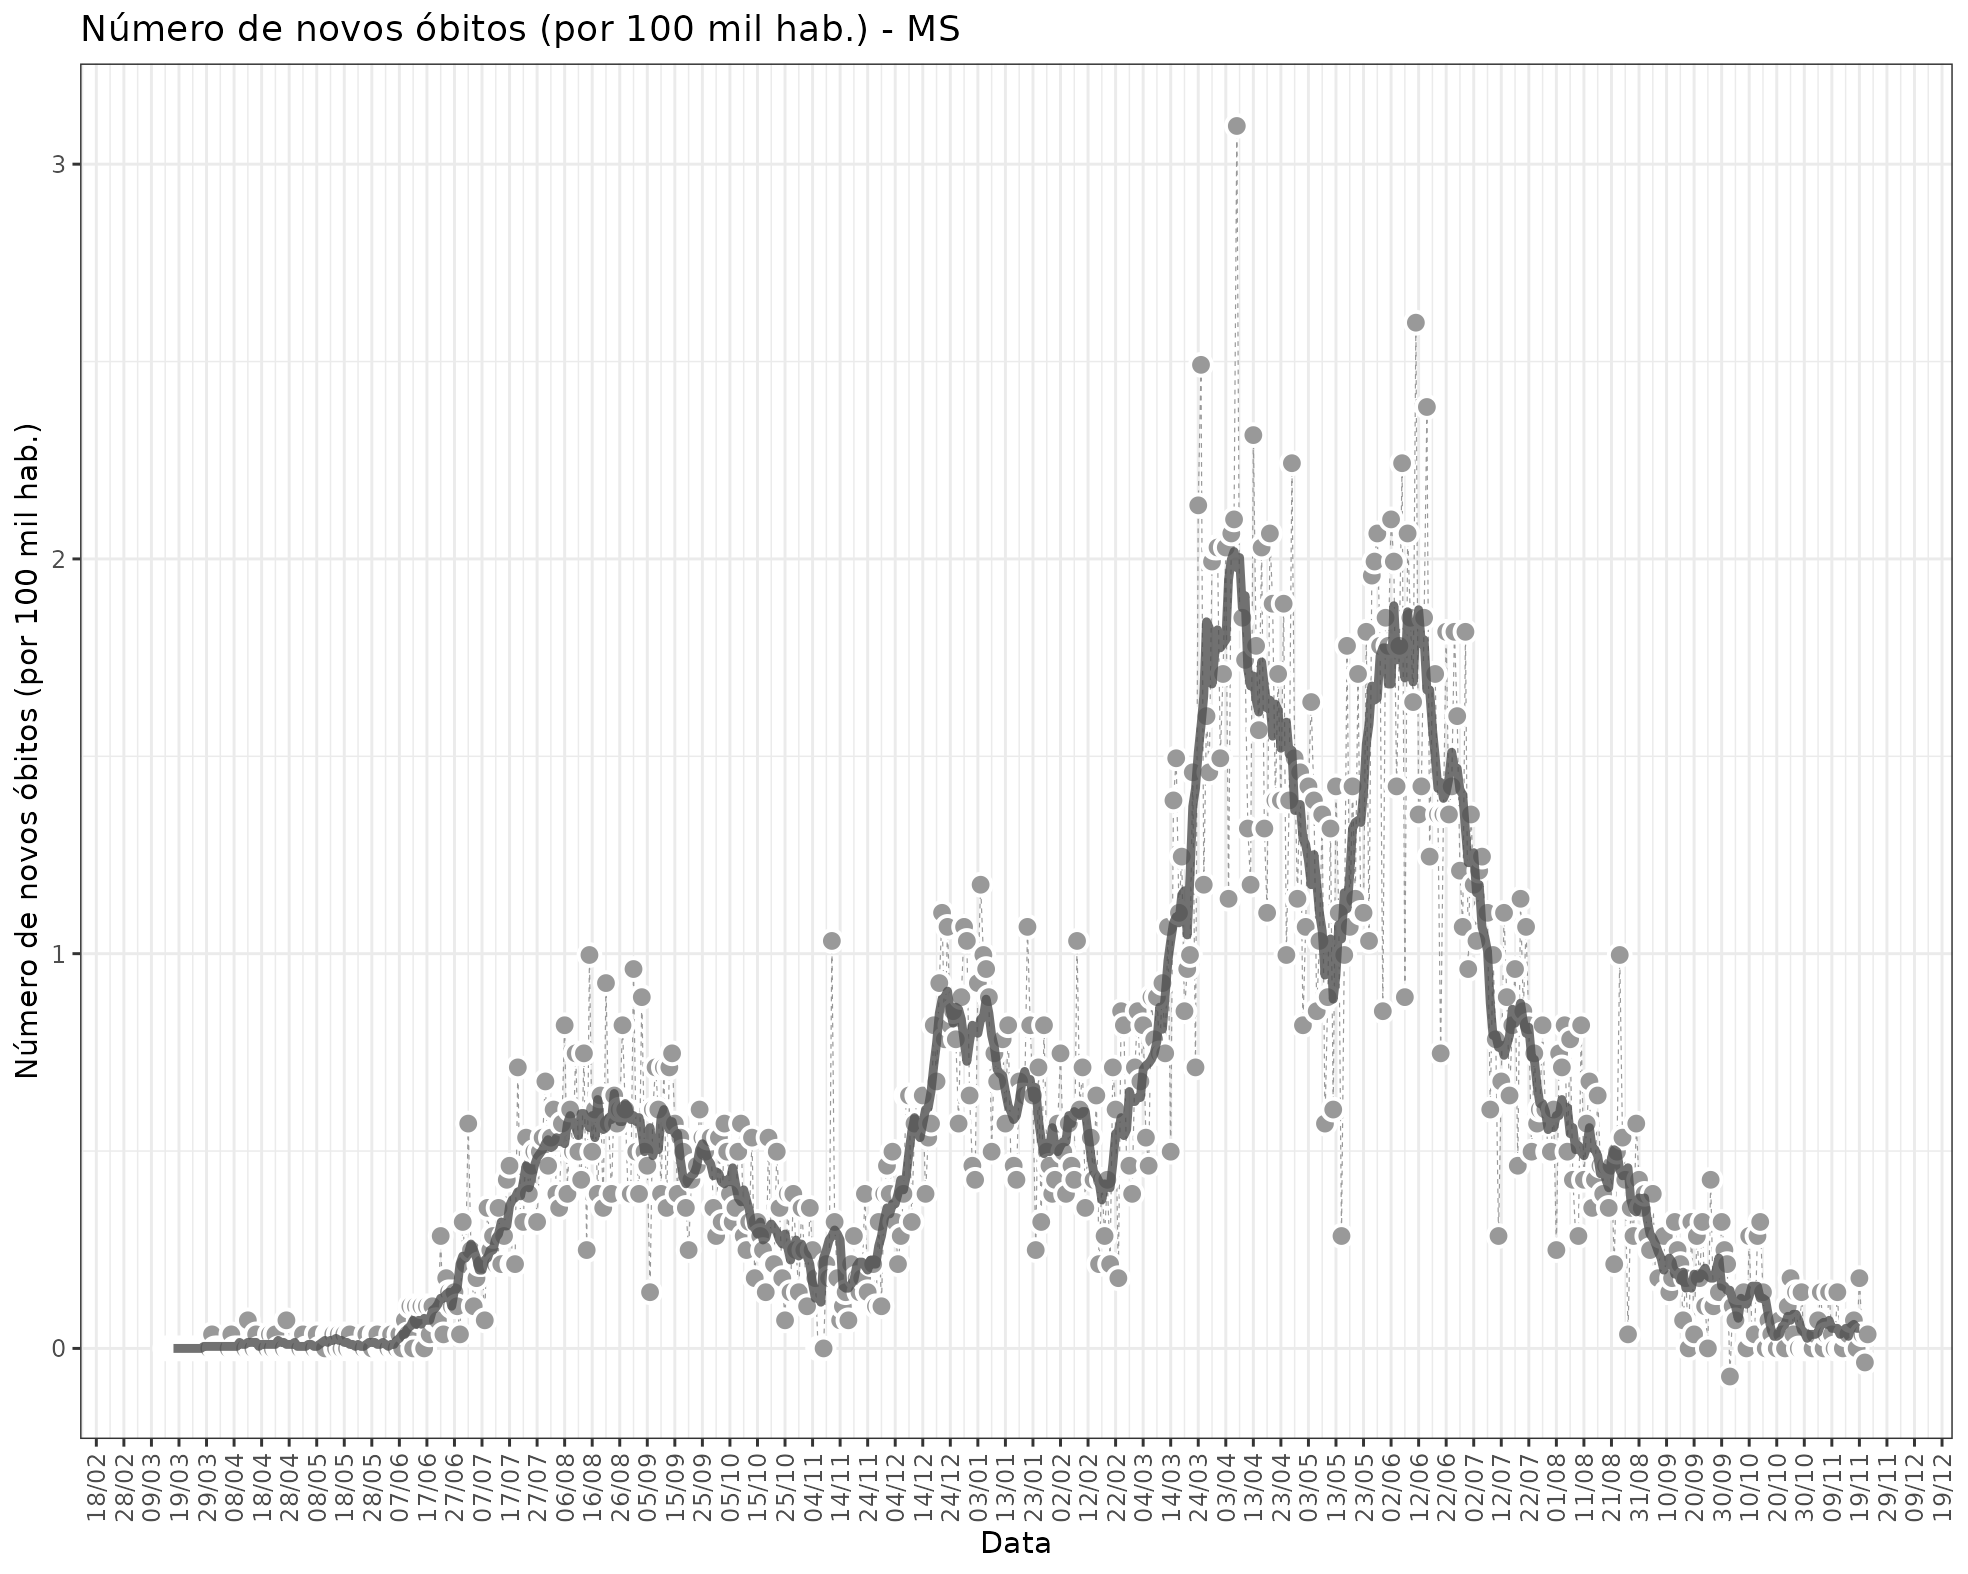 Número de novos óbitos (por 100 mil hab.) - MS
Número de novos óbitos (por 100 mil hab.)
3
2
1
0
18/02 28/02 09/03 19/03 29/03 08/04 18/04 28/04 08/05 18/05 28/05 07/06 17/06 27/06 07/07 17/07 27/07 06/08 16/08 26/08 05/09 15/09 25/09 05/10 15/10 25/10 04/11 14/11 24/11 04/12 14/12 24/12 03/01 13/01 23/01 02/02 12/02 22/02 04/03 14/03 24/03 03/04 13/04 23/04 03/05 13/05 23/05 02/06 12/06 22/06 02/07 12/07 22/07 01/08 11/08 21/08 31/08 10/09 20/09 30/09 10/10 20/10 30/10 09/11 19/11 29/11 09/12 19/12
Data